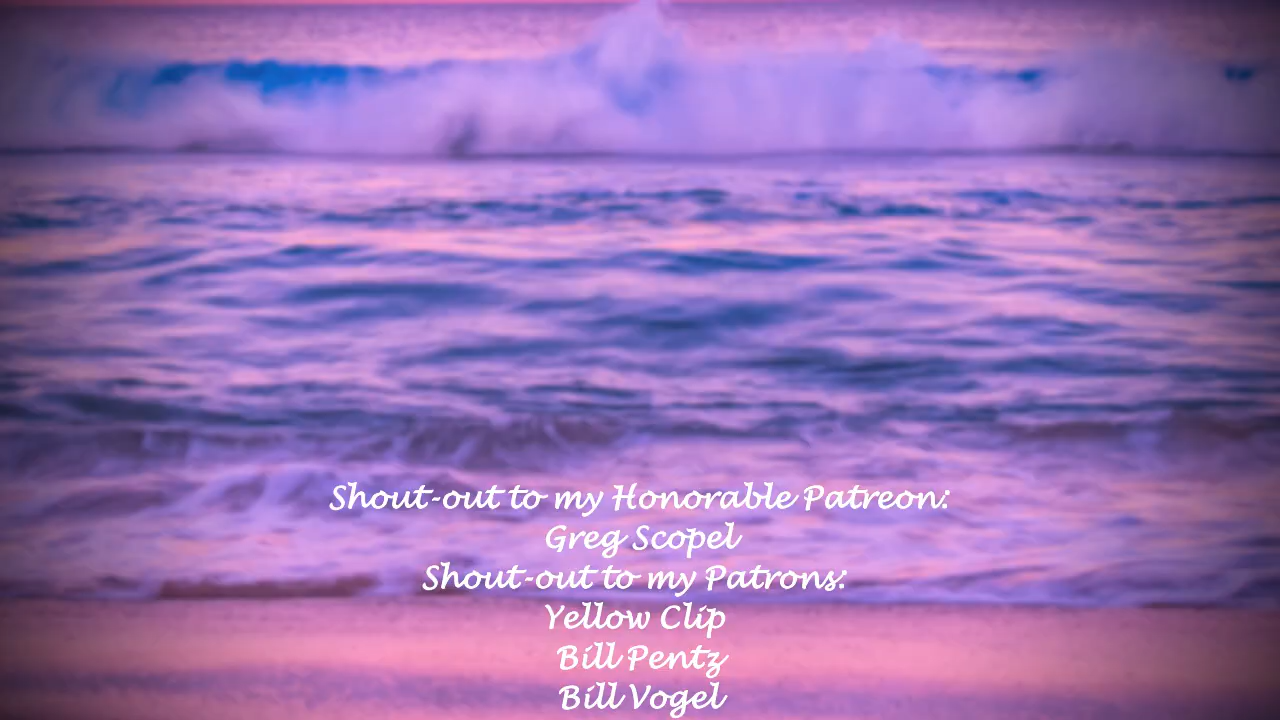 Shout-out to my Honorable Patreon:
Greg Scopel
Shout-out to my Patrons:
Yellow Clip
Bill Pentz
Bill Vogel